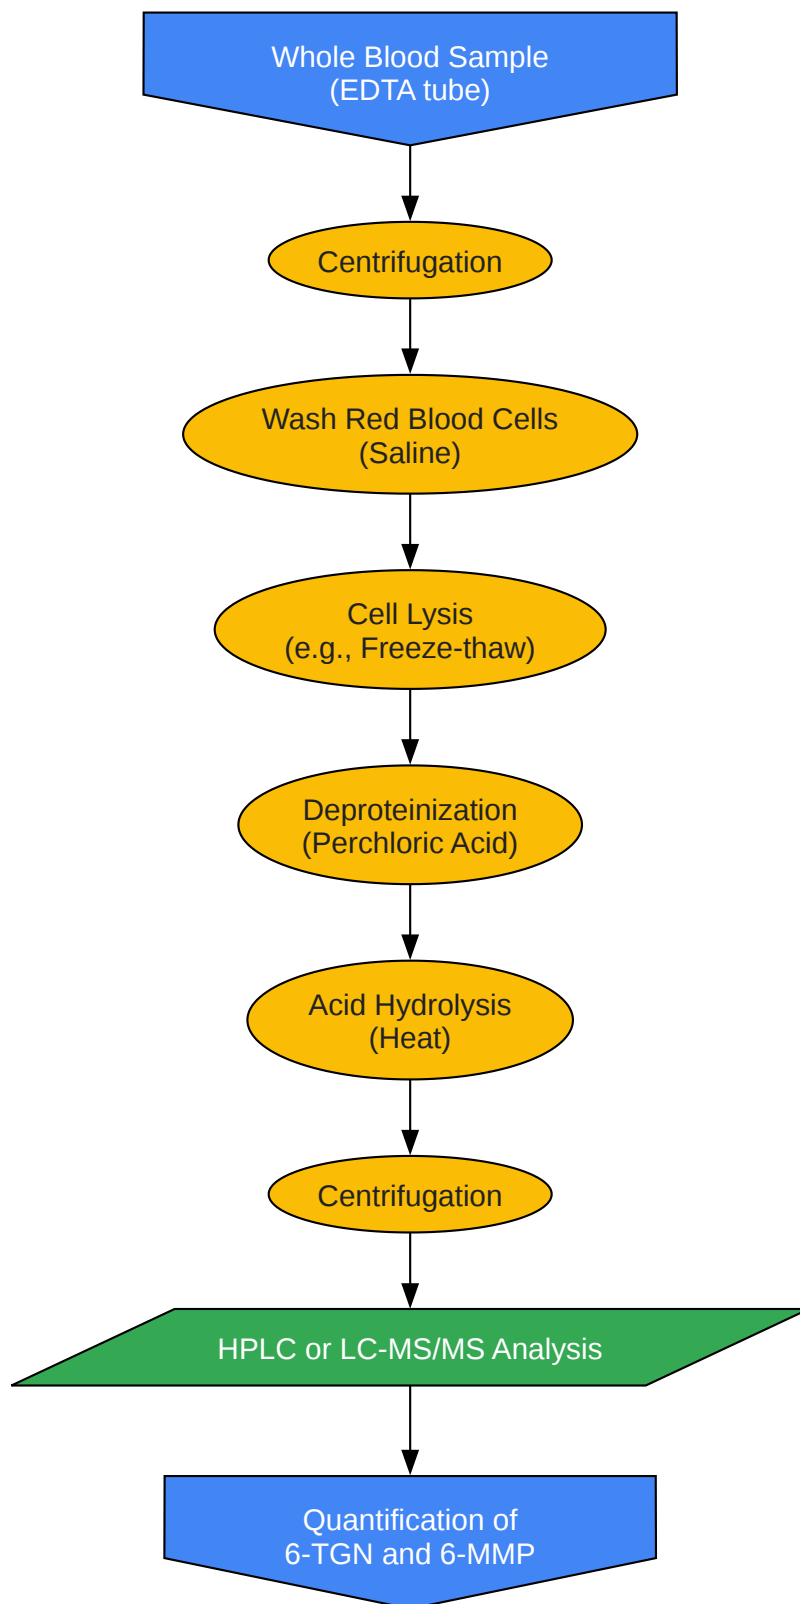 Whole Blood Sample
(EDTA tube)
Centrifugation
Wash Red Blood Cells
(Saline)
Cell Lysis
(e.g., Freeze-thaw)
Deproteinization
(Perchloric Acid)
Acid Hydrolysis
(Heat)
Centrifugation
HPLC or LC-MS/MS Analysis
Quantification of
6-TGN and 6-MMP